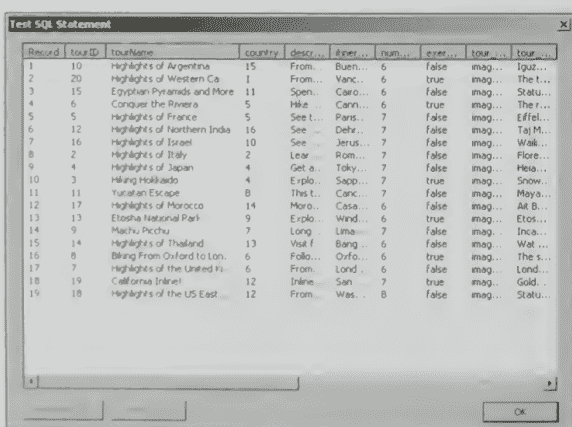 Test SQL Statement
Record tourID tourName country descr... itiner... num... exer... tour_... tour_...
1 10 Highlights of Argentina 15 From... Buen... 6 false imag... Iguz...
2 20 Highlights of Western Ca 1 From... Vanc... 6 true imag... The t...
3 15 Egyptian Pyramids and More 11 Spen... Cairo... 6 false imag... Statu...
4 6 Conquer the Riviera 5 Hike Cann... 6 true imag... The r...
5 5 Highlights of France 5 See t... Paris... 7 false imag... Eiffel...
6 12 Highlights of Northern India 16 See Dehr... 7 false imag... Taj M...
7 16 Highlights of Israel 10 See Jerus... 7 false imag... Waili...
8 2 Highlights of Italy 2 Lear Rom... 7 false imag... Flore...
9 4 Highlights of Japan 4 Get a... Toky... 7 false imag... Heia...
10 3 Hiking Hokkaido 4 Explo... Sapp... 7 true imag... Snow...
11 11 Yucatan Escape 8 This t... Canc... 7 false imag... Maya...
12 17 Highlights of Morocco 14 Moro... Casa... 6 false imag... Ait B...
13 13 Etosha National Park 9 Explo... Wind... 6 true imag... Etos...
14 9 Machu Picchu 7 Long Lima 7 false imag... Inca...
15 14 Highlights of Thailand 13 Visit f Bang... 6 false imag... Wat ...
16 8 Biking From Oxford to Lon. 6 Follo... Oxfo... 6 true imag... The s...
17 7 Highlights of the United K 6 From. Lond . 6 false imag... Lond...
18 19 California Inline! 12 Inline San 7 true imag... Gold..
19 18 Highlights of the US East 12 From Was. . 8 false imag... Statu...
OK